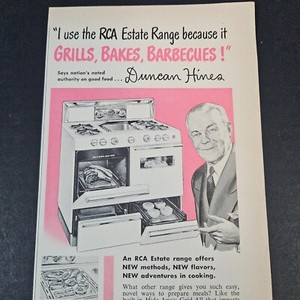 "I use the RCA Estate Range because it
GRILLS, BAKES, BARBECUES!"
Says nation's noted
authority on good food . . . Duncan Hines
An RCA Estate range offers
NEW methods, NEW flavors,
NEW adventures in cooking.
What other range gives you such easy,
novel ways to prepare meals? Like the